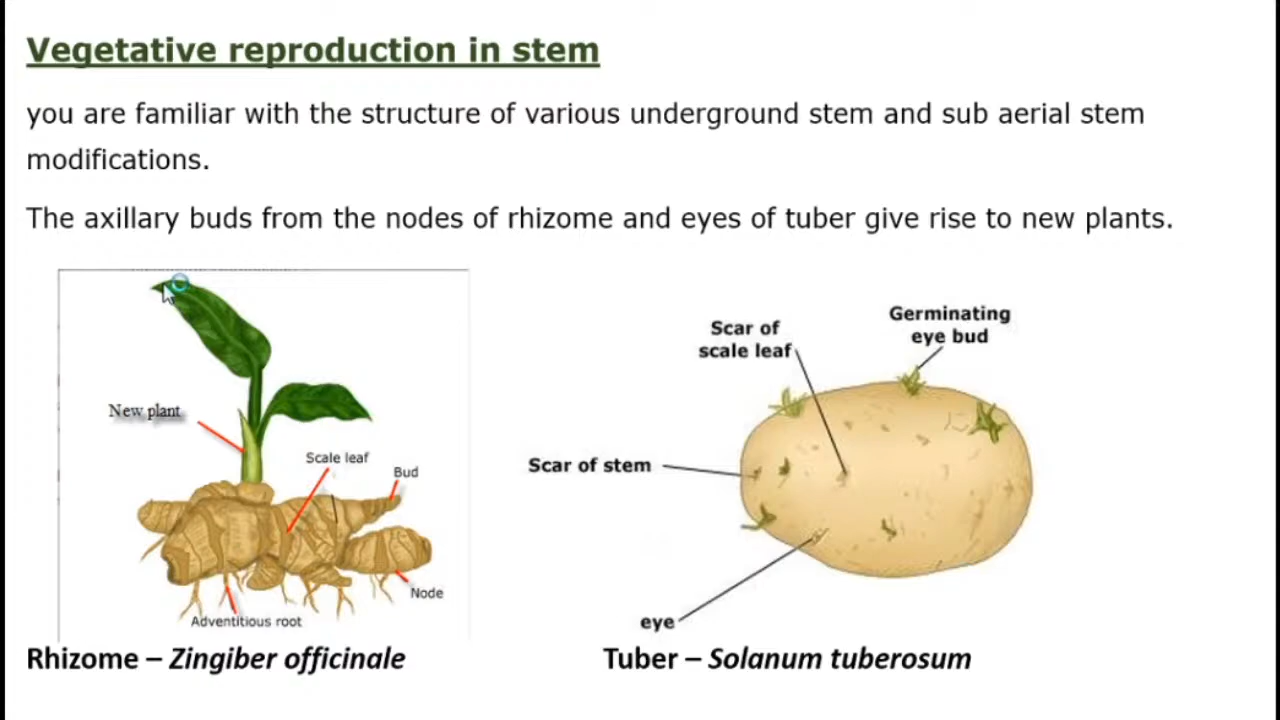 Vegetative reproduction in stem
you are familiar with the structure of various underground stem and sub aerial stem
modifications.
The axillary buds from the nodes of rhizome and eyes of tuber give rise to new plants.
New plant
Scale leaf
Bud
Node
Adventitious root
Rhizome – Zingiber officinale
Scar of
scale leaf
Germinating
eye bud
Scar of stem
eye
Tuber – Solanum tuberosum